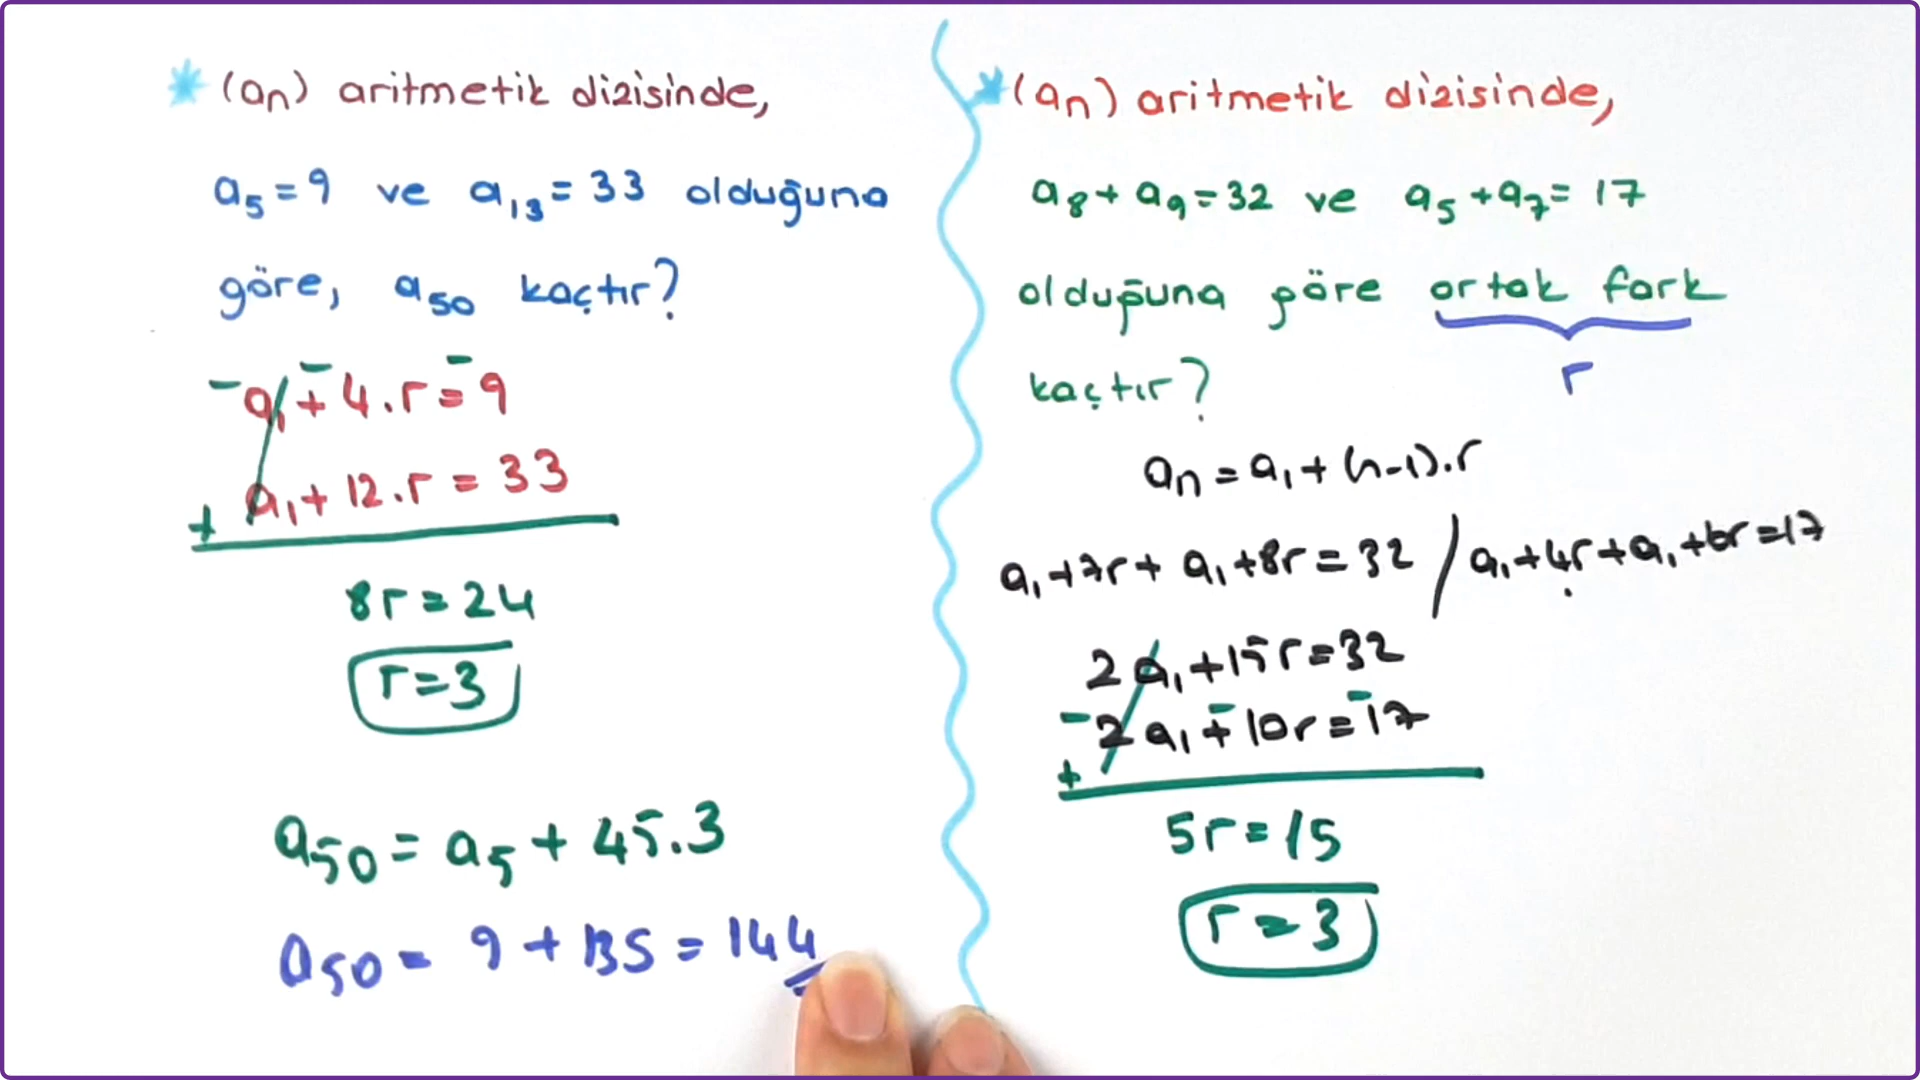 * (an) aritmetik dizisinde,
a5 = 9 ve a13 = 33 olduğuna
göre, a50 kaçtır?
- a1 + - 4.r = - 9
+ a1 + 12.r = 33
8r = 24
r = 3
a50 = a5 + 45.3
a50 = 9 + 135 = 144
* (an) aritmetik dizisinde,
a8 + a9 = 32 ve a5 + a7 = 17
olduğuna göre ortak fark
r
kaçtır?
an = a1 + (n-1).r
a1 + 7r + a1 + 8r = 32 / a1 + 4r + a1 + 6r = 17
2a1 + 15r = 32
- 2a1 + - 10r = - 17
+
5r = 15
r = 3